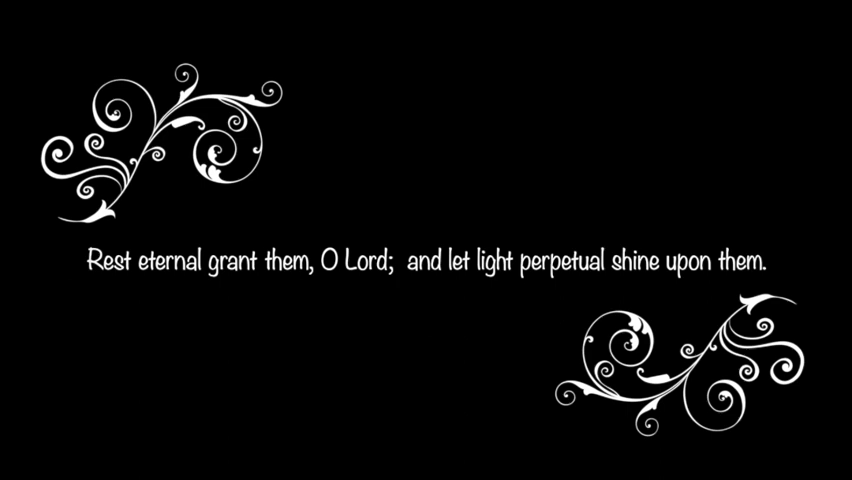 Rest eternal grant them, O Lord;  and let light perpetual shine upon them.